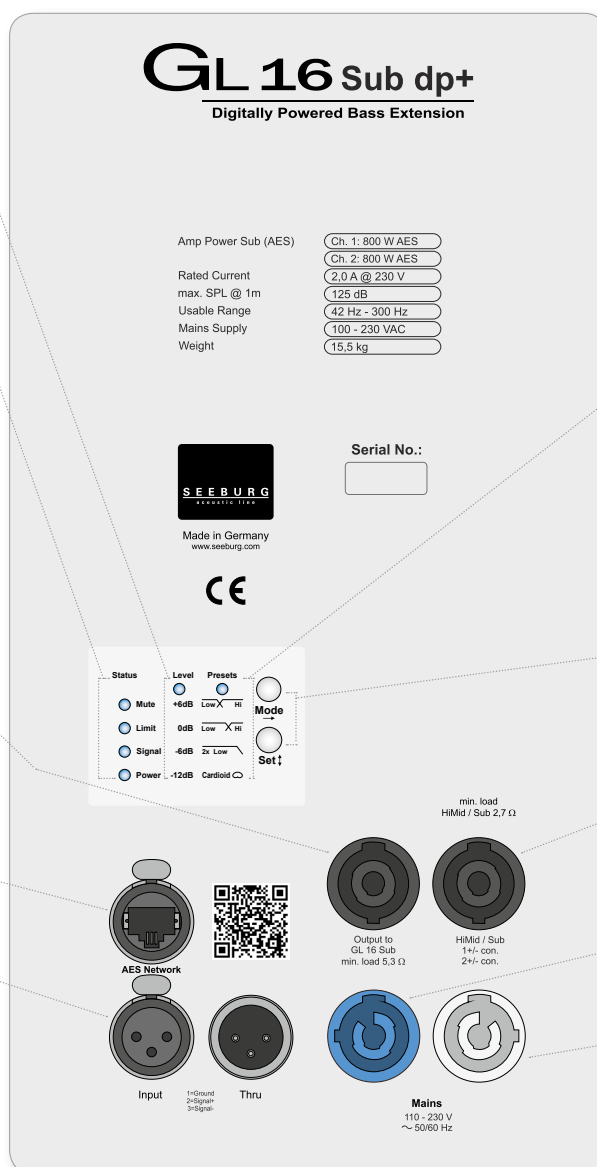 GL 16 Sub dp+
Digitally Powered Bass Extension
Amp Power Sub (AES) Ch. 1: 800 W AES
Ch. 2: 800 W AES
Rated Current 2,0 A @ 230 V
max. SPL @ 1m 125 dB
Usable Range 42 Hz - 300 Hz
Mains Supply 100 - 230 VAC
Weight 15,5 kg
Serial No.:
SEEBURG
acoustic line
Made in Germany
www.seeburg.com
CE
Status Level Presets
Mute +6dB Low Hi
Mode
Limit 0dB Low Hi
Signal -6dB 2x Low
Set
Power -12dB Cardioid
min. load
HiMid / Sub 2,7 Ω
Output to
GL 16 Sub
min. load 5,3 Ω
HiMid / Sub
1+/- con.
2+/- con.
AES Network
Input
1=Ground
2=Signal+
3=Signal-
Thru
Mains
110 - 230 V
~ 50/60 Hz